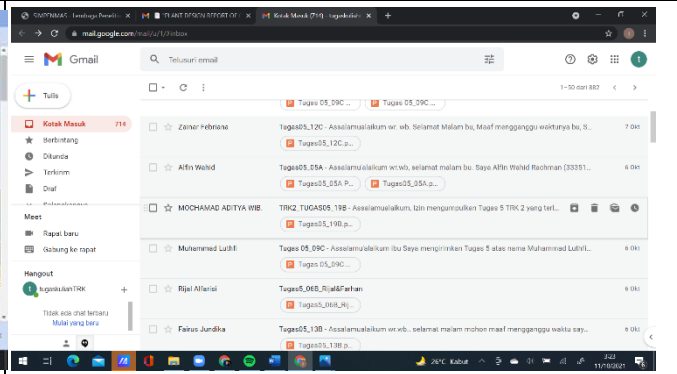 SIMPENMAS - Lembaga Peneliti
"PLANT DESIGN REPORT OF
Kotak Masuk (714) - tugaskuliah
mail.google.com/mail/u/1/#inbox
Gmail
Telusuri email
t
Tulis
1–50 dari 882
Kotak Masuk 714
Berbintang
Ditunda
Terkirim
Draf
Meet
Rapat baru
Gabung ke rapat
Hangout
tugaskuliahTRK
Tidak ada chat terbaru
Mulai yang baru
Tugas 05_09C ...
Tugas 05_09C...
Zainar Febriana
Tugas05_12C - Assalamualaikum wr. wb. Selamat Malam bu, Maaf mengganggu waktunya bu, S...
7 Okt
Tugas05_12C.p...
Alfin Wahid
Tugas05_05A - Assalamu'alaikum wr.wb, selamat malam bu. Saya Alfin Wahid Rachman (33351...
6 Okt
Tugas05_05A P...
Tugas05_05A.p...
MOCHAMAD ADITYA WIB.
TRK2_TUGAS05_19B - Assalamualaikum, Izin mengumpulkan Tugas 5 TRK 2 yang terl...
Tugas05_19B.p...
Muhammad Luthfi
Tugas 05_09C - Assalamualaikum ibu Saya mengirimkan Tugas 5 atas nama Muhammad Luthfi...
6 Okt
Tugas 05_09C...
Rijal Alfarisi
Tugas5_06B_Rijal&Farhan
6 Okt
Tugas5_06B_Rij...
Fairus Jundika
Tugas05_13B - Assalamualaikum wr.wb.. selamat malam mohon maaf mengganggu waktu say...
6 Okt
Tugas05_13B.p...
26°C Kabut
3:23
11/10/2021